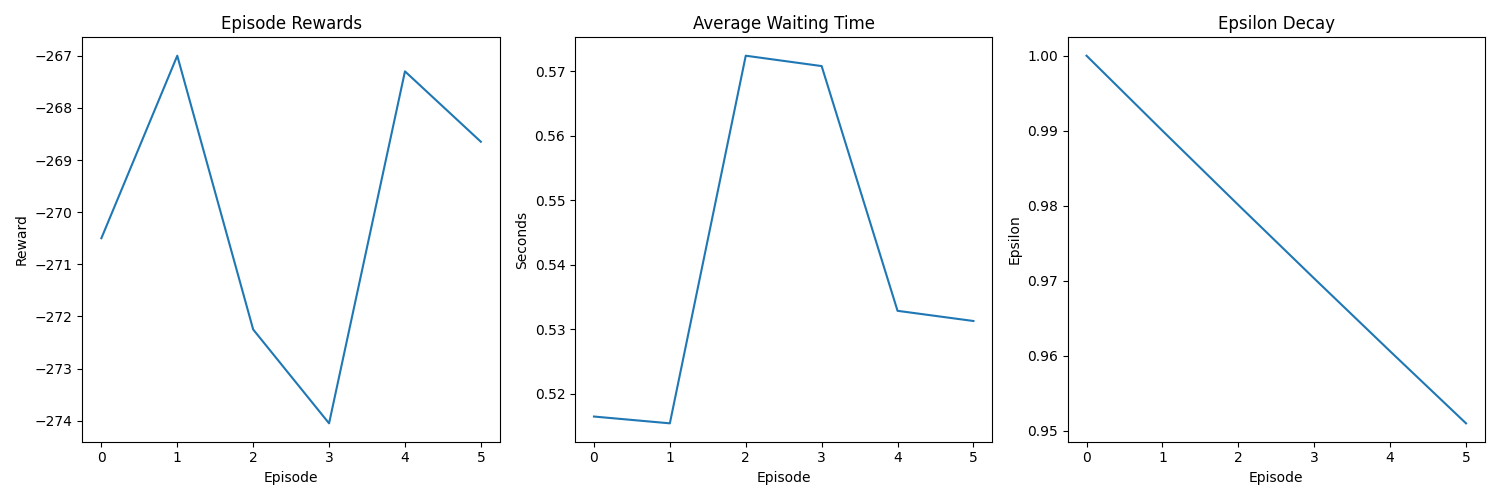 Episode Rewards
Reward
−267
−268
−269
−270
−271
−272
−273
−274
0 1 2 3 4 5
Episode
Average Waiting Time
Seconds
0.57
0.56
0.55
0.54
0.53
0.52
0 1 2 3 4 5
Episode
Epsilon Decay
Epsilon
1.00
0.99
0.98
0.97
0.96
0.95
0 1 2 3 4 5
Episode